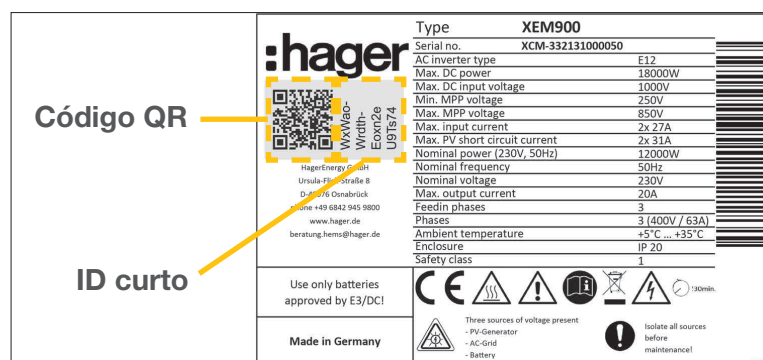 Código QR
ID curto
:hager
WxWao-
Wrdth-
Eoxn2e
U9Ts74
HagerEnergy GmbH
Straße 8
D- Osnabrück
phone +49 6842 945 9800
www.hager.de
beratung.hems@hager.de
Type XEM900
Serial no. XCM-332131000050
AC inverter type E12
Max. DC power 18000W
Max. DC input voltage 1000V
Min. MPP voltage 250V
Max. MPP voltage 850V
Max. input current 2x 27A
Max. PV short circuit current 2x 31A
Nominal power (230V, 50Hz) 12000W
Nominal frequency 50Hz
Nominal voltage 230V
Max. output current 20A
Feedin phases 3
Phases 3 (400V / 63A)
Ambient temperature +5°C ... +35°C
Enclosure IP 20
Safety class 1
Use only batteries
approved by E3/DC!
Made in Germany
CE
30min.
Three sources of voltage present
- PV-Generator
- AC-Grid
- Battery
Isolate all sources
before
maintenance!